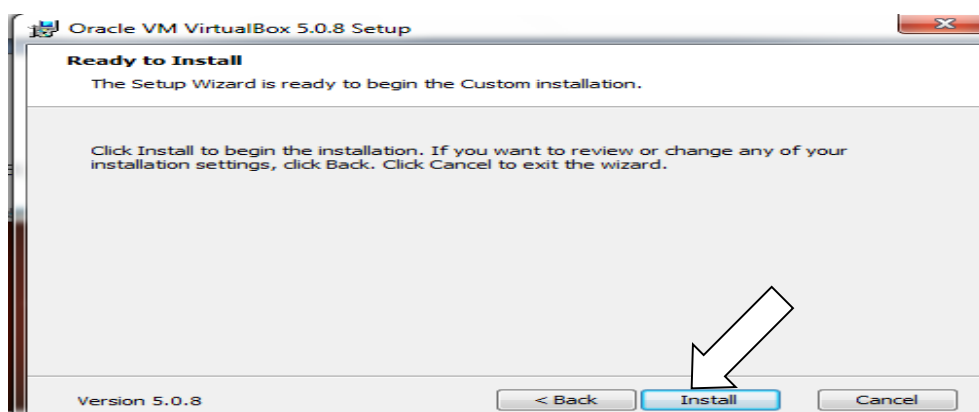 Oracle VM VirtualBox 5.0.8 Setup
Ready to Install
The Setup Wizard is ready to begin the Custom installation.
Click Install to begin the installation. If you want to review or change any of your
installation settings, click Back. Click Cancel to exit the wizard.
Version 5.0.8
< Back
Install
Cancel